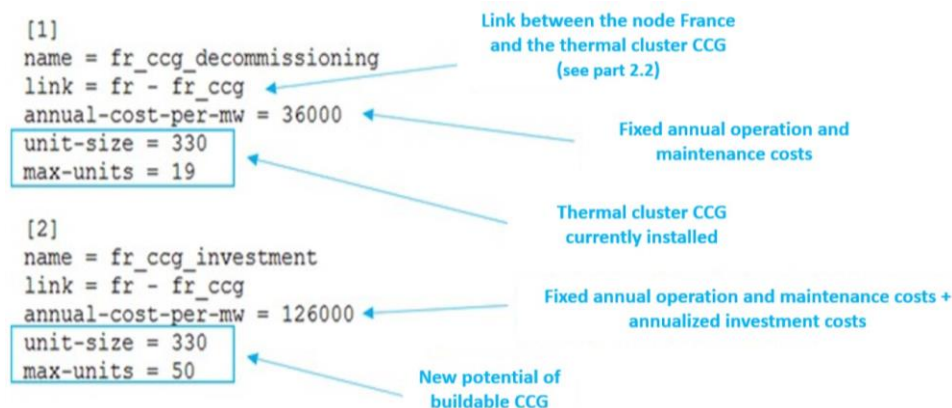 [1]
name = fr_ccg_decommissioning
link = fr - fr_ccg
annual-cost-per-mw = 36000
unit-size = 330
max-units = 19
[2]
name = fr_ccg_investment
link = fr - fr_ccg
annual-cost-per-mw = 126000
unit-size = 330
max-units = 50
Link between the node France
and the thermal cluster CCG
(see part 2.2)
Fixed annual operation and
maintenance costs
Thermal cluster CCG
currently installed
Fixed annual operation and maintenance costs +
annualized investment costs
New potential of
buildable CCG